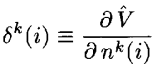 δ^k(i) ≡ ∂ V̂ / ∂ n^k(i)